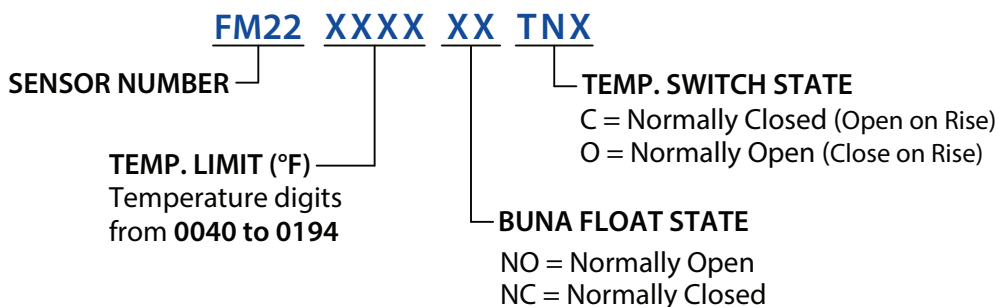 FM22 XXXX XX TNX
SENSOR NUMBER
TEMP. SWITCH STATE
C = Normally Closed (Open on Rise)
O = Normally Open (Close on Rise)
TEMP. LIMIT (°F)
Temperature digits
from 0040 to 0194
BUNA FLOAT STATE
NO = Normally Open
NC = Normally Closed